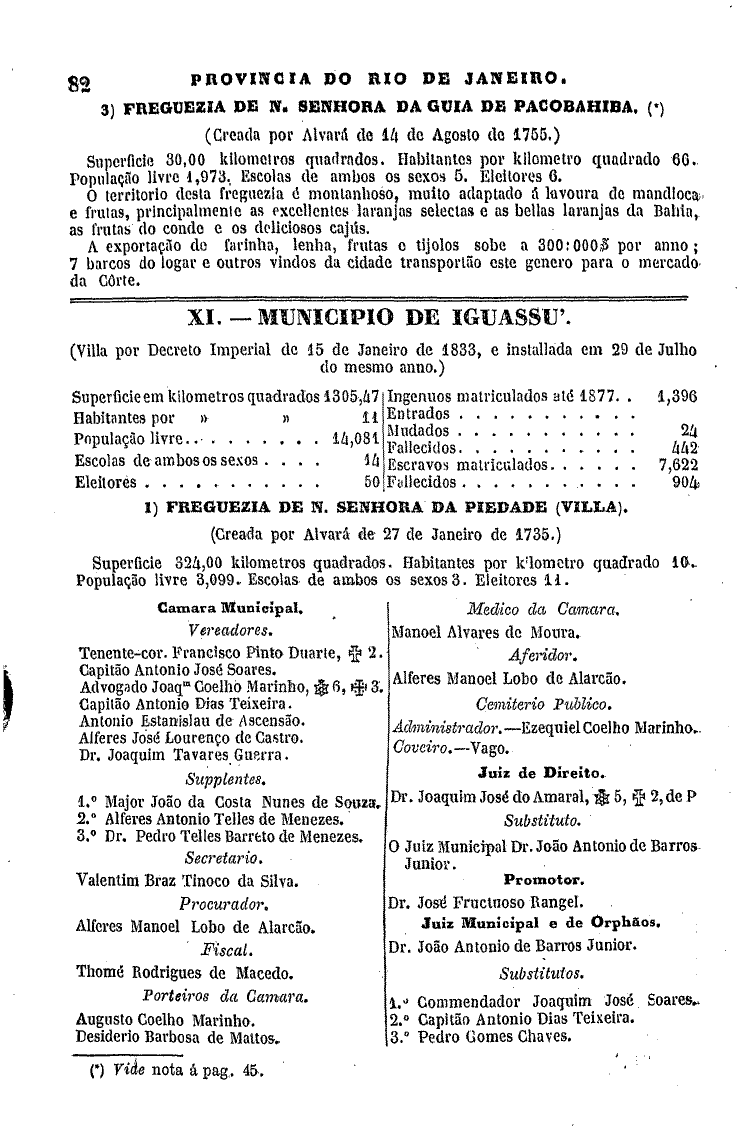 82
PROVINCIA DO RIO DE JANEIRO.
3) FREGUEZIA DE N. SENHORA DA GUIA DE PACOBAHIBA. (*)
(Creada por Alvará de 14 de Agosto de 1755.)
Superficie 30,00 kilometros quadrados. Habitantes por kilometro quadrado 66.
População livre 1,973. Escolas de ambos os sexos 5. Eleitores 6.
O territorio desta freguezia é montanhoso, muito adaptado á lavoura de mandioca
e frutas, principalmente as excellentes laranjas selectas e as bellas laranjas da Bahia,
as frutas do conde e os deliciosos cajús.
A exportação de farinha, lenha, frutas e tijolos sobe a 300:000$ por anno;
7 barcos do logar e outros vindos da cidade transportão este genero para o mercado
da Côrte.
XI. — MUNICIPIO DE IGUASSU'.
(Villa por Decreto Imperial de 15 de Janeiro de 1833, e installada em 29 de Julho
do mesmo anno.)
Superficie em kilometros quadrados 1305,47
Habitantes por » » 11
População livre . . . . . . . . . 14,081
Escolas de ambos os sexos . . . . 14
Eleitores . . . . . . . . . . . 50
Ingenuos matriculados até 1877. . 1,396
Entrados . . . . . . . . . . .
Mudados . . . . . . . . . . . 24
Fallecidos. . . . . . . . . . . 442
Escravos matriculados. . . . . . 7,622
Fallecidos . . . . . . . . . . . 904
1) FREGUEZIA DE N. SENHORA DA PIEDADE (VILLA).
(Creada por Alvará de 27 de Janeiro de 1735.)
Superficie 324,00 kilometros quadrados. Habitantes por k'lometro quadrado 10.
População livre 3,099. Escolas de ambos os sexos 3. Eleitores 11.
Camara Municipal.
Vereadores.
Tenente-cor. Francisco Pinto Duarte, ✠ 2.
Capitão Antonio José Soares.
Advogado Joaqm Coelho Marinho, 6, ✠ 3.
Capitão Antonio Dias Teixeira.
Antonio Estanislau de Ascensão.
Alferes José Lourenço de Castro.
Dr. Joaquim Tavares Guerra.
Supplentes.
1.º Major João da Costa Nunes de Souza.
2.º Alferes Antonio Telles de Menezes.
3.º Dr. Pedro Telles Barreto de Menezes.
Secretario.
Valentim Braz Tinoco da Silva.
Procurador.
Alferes Manoel Lobo de Alarcão.
Fiscal.
Thomé Rodrigues de Macedo.
Porteiros da Camara.
Augusto Coelho Marinho.
Desiderio Barbosa de Mattos.
Medico da Camara.
Manoel Alvares de Moura.
Aferidor.
Alferes Manoel Lobo de Alarcão.
Cemiterio Publico.
Administrador.—Ezequiel Coelho Marinho.
Coveiro.—Vago.
Juiz de Direito.
Dr. Joaquim José do Amaral, 5, ✠ 2, de P
Substituto.
O Juiz Municipal Dr. João Antonio de Barros
Junior.
Promotor.
Dr. José Fructuoso Rangel.
Juiz Municipal e de Orphãos.
Dr. João Antonio de Barros Junior.
Substitutos.
1.º Commendador Joaquim José Soares.
2.º Capitão Antonio Dias Teixeira.
3.º Pedro Gomes Chaves.
(*) Vide nota á pag. 45.